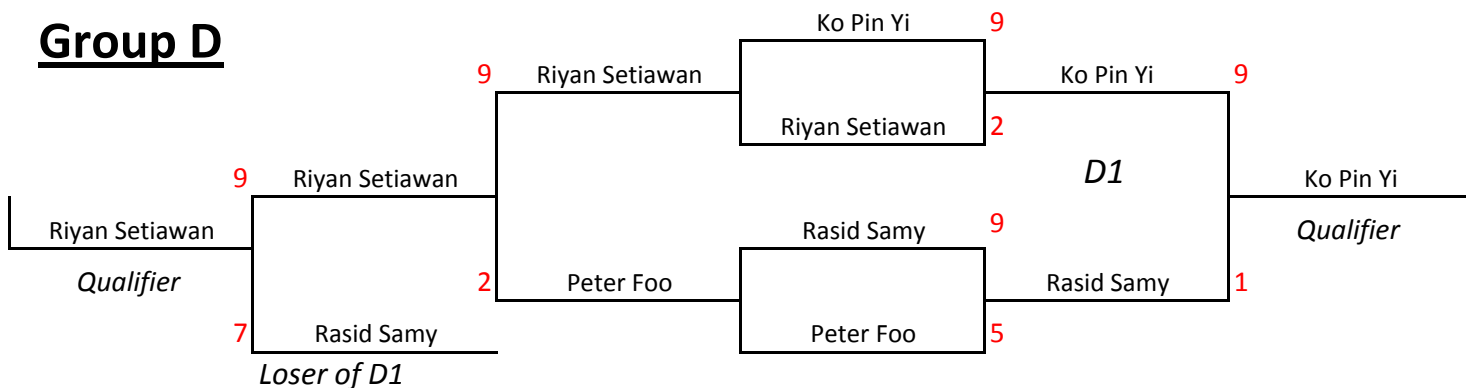 Group D
Ko Pin Yi 9
9 Riyan Setiawan
Ko Pin Yi 9
Riyan Setiawan 2
D1
9 Riyan Setiawan
Ko Pin Yi
Qualifier
Riyan Setiawan
Qualifier
Rasid Samy 9
2 Peter Foo
Rasid Samy 1
7 Rasid Samy
Peter Foo 5
Loser of D1